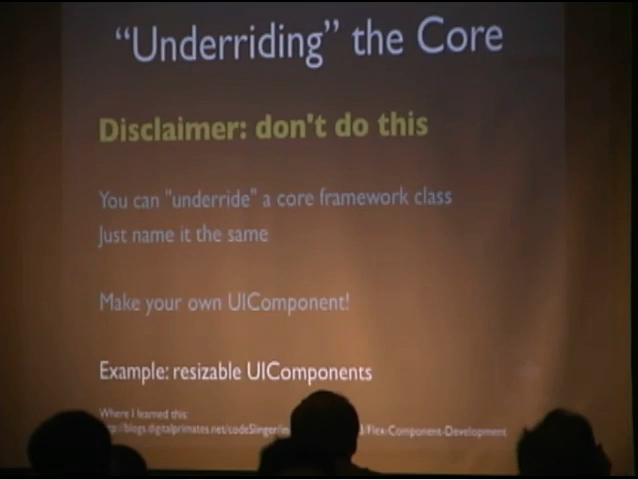 “Underriding” the Core
Disclaimer: don't do this
You can "underride" a core framework class
Just name it the same
Make your own UIComponent!
Example: resizable UIComponents
Where I learned this:
/Flex-Component-Development